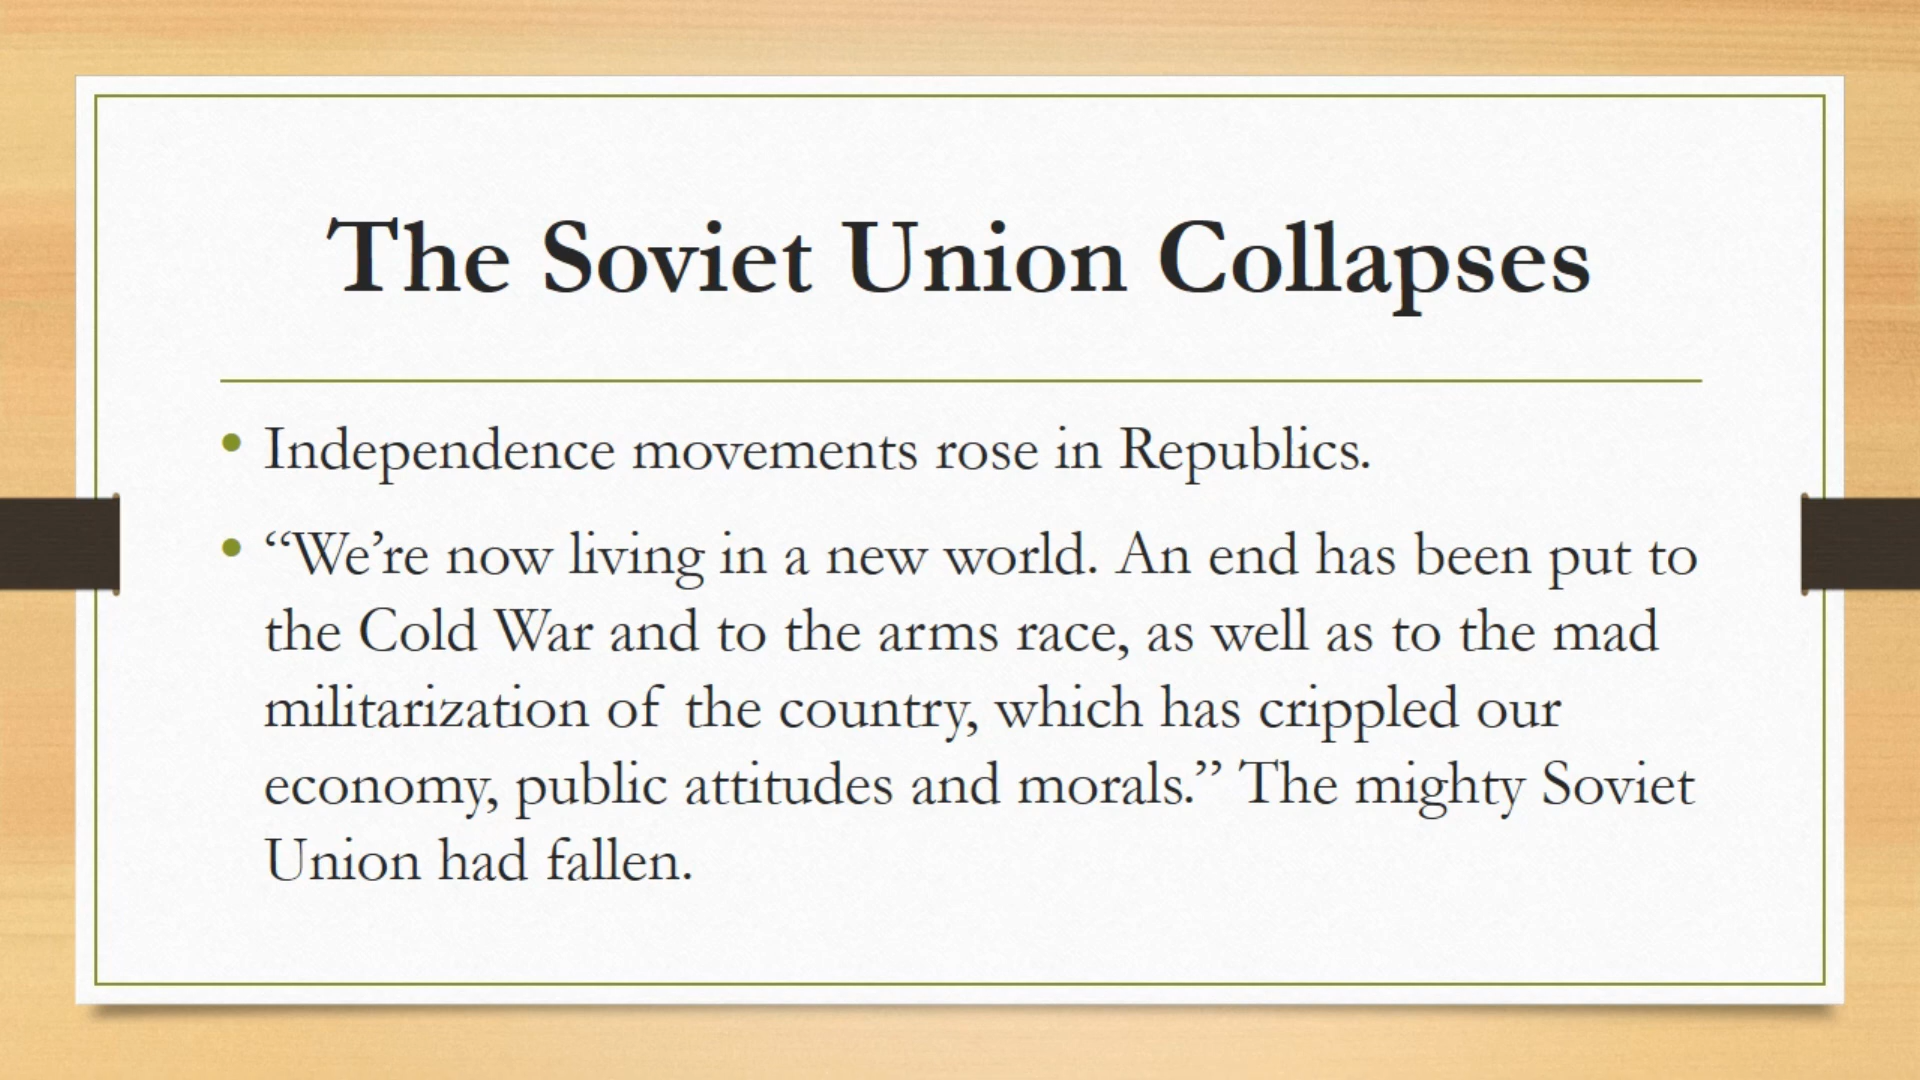 The Soviet Union Collapses
• Independence movements rose in Republics.
• “We’re now living in a new world. An end has been put to
the Cold War and to the arms race, as well as to the mad
militarization of the country, which has crippled our
economy, public attitudes and morals.” The mighty Soviet
Union had fallen.